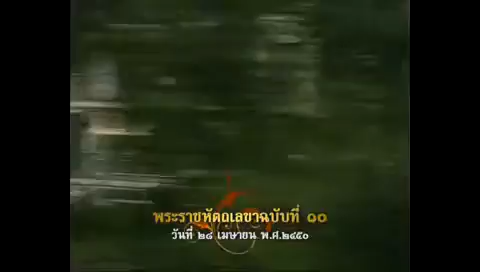 พระราชหัตถเลขาฉบับที่ ๑๐
วันที่ ๒๘ เมษายน พ.ศ.๒๔๕๐